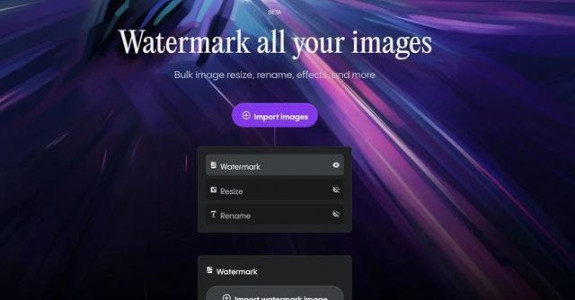 BETA
Watermark all your images
Bulk image resize, rename, effects, and more
Import images
Watermark
Resize
Rename
Watermark
Import watermark image